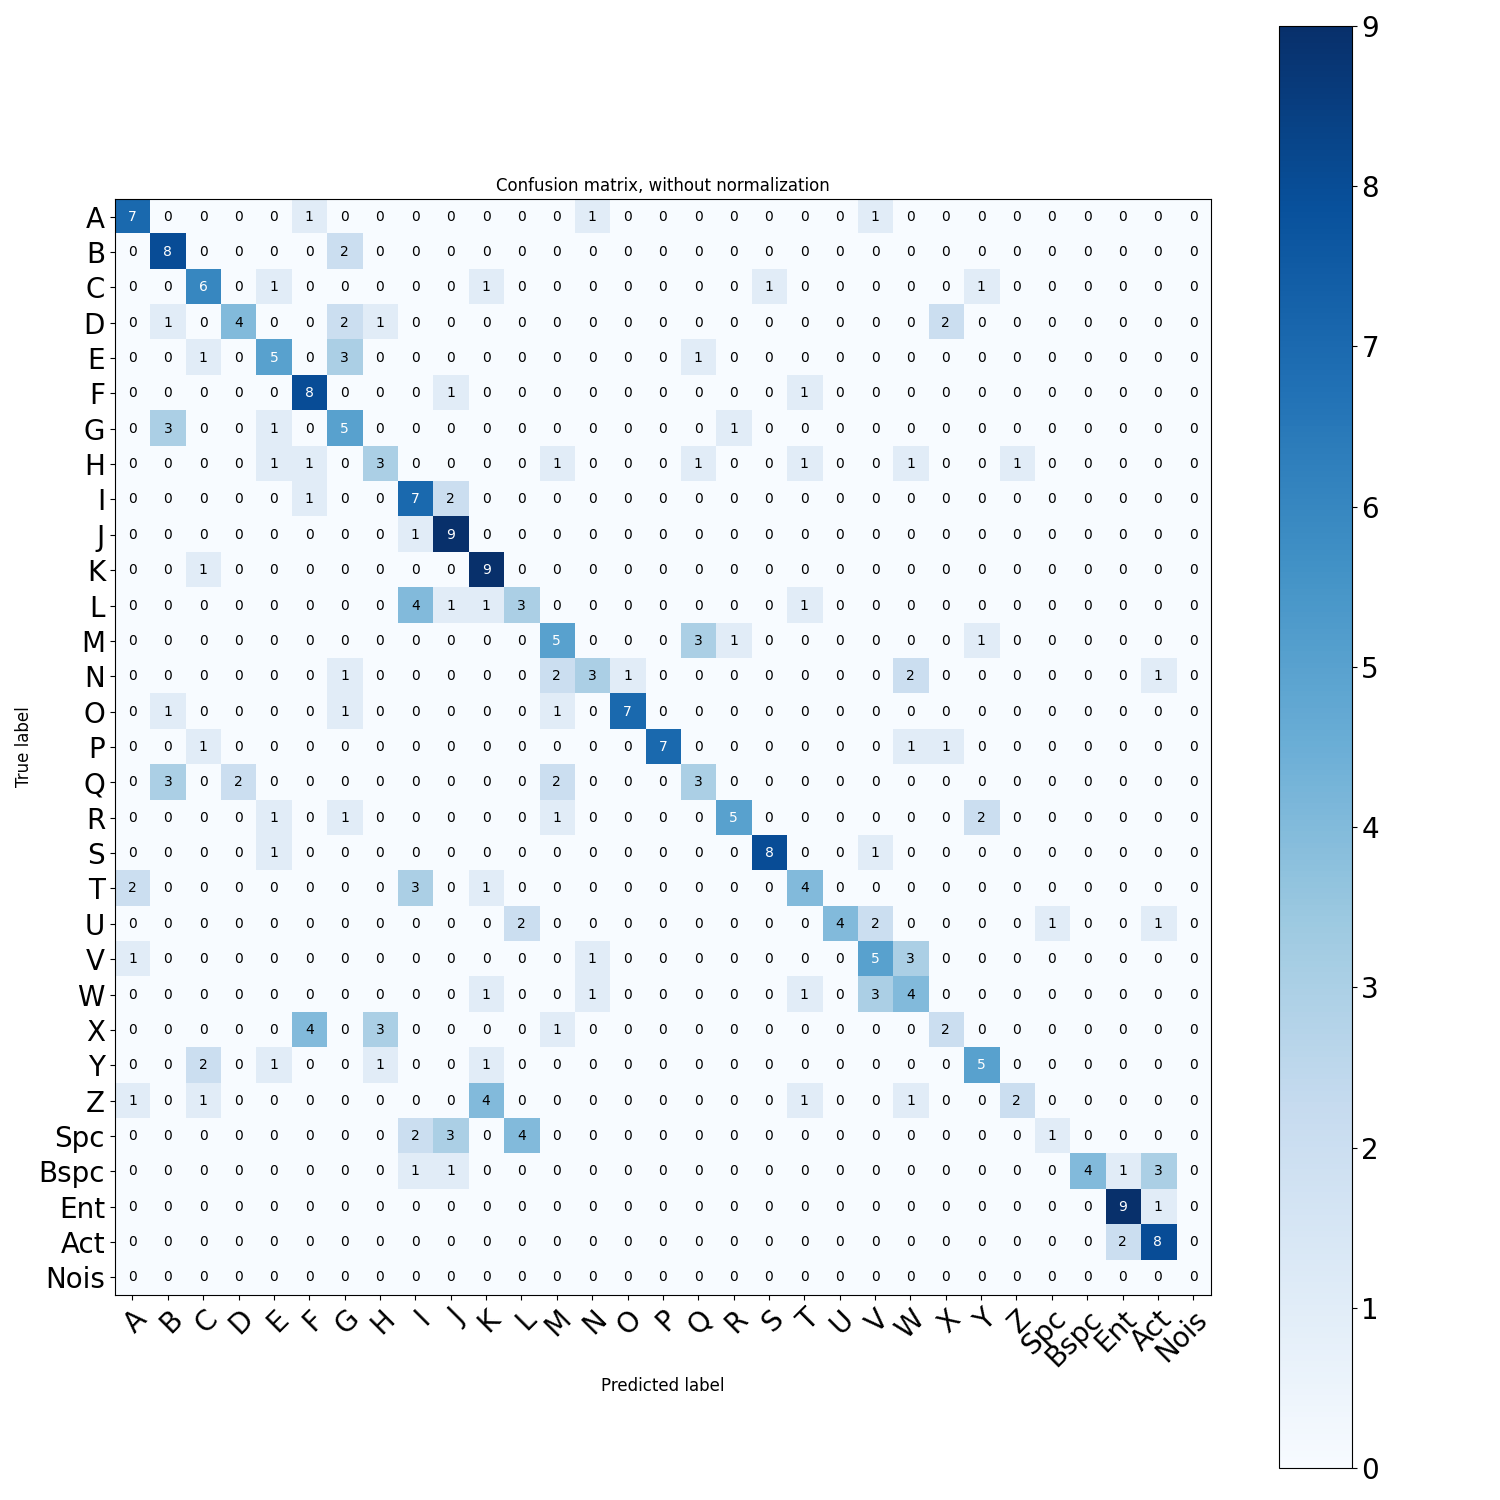 Confusion matrix, without normalization
A 7 0 0 0 0 1 0 0 0 0 0 0 0 1 0 0 0 0 0 0 0 1 0 0 0 0 0 0 0 0 0
B 0 8 0 0 0 0 2 0 0 0 0 0 0 0 0 0 0 0 0 0 0 0 0 0 0 0 0 0 0 0 0
C 0 0 6 0 1 0 0 0 0 0 1 0 0 0 0 0 0 0 1 0 0 0 0 0 1 0 0 0 0 0 0
D 0 1 0 4 0 0 2 1 0 0 0 0 0 0 0 0 0 0 0 0 0 0 0 2 0 0 0 0 0 0 0
E 0 0 1 0 5 0 3 0 0 0 0 0 0 0 0 0 1 0 0 0 0 0 0 0 0 0 0 0 0 0 0
F 0 0 0 0 0 8 0 0 0 1 0 0 0 0 0 0 0 0 0 1 0 0 0 0 0 0 0 0 0 0 0
G 0 3 0 0 1 0 5 0 0 0 0 0 0 0 0 0 0 1 0 0 0 0 0 0 0 0 0 0 0 0 0
H 0 0 0 0 1 1 0 3 0 0 0 0 1 0 0 0 1 0 0 1 0 0 1 0 0 1 0 0 0 0 0
I 0 0 0 0 0 1 0 0 7 2 0 0 0 0 0 0 0 0 0 0 0 0 0 0 0 0 0 0 0 0 0
J 0 0 0 0 0 0 0 0 1 9 0 0 0 0 0 0 0 0 0 0 0 0 0 0 0 0 0 0 0 0 0
K 0 0 1 0 0 0 0 0 0 0 9 0 0 0 0 0 0 0 0 0 0 0 0 0 0 0 0 0 0 0 0
L 0 0 0 0 0 0 0 0 4 1 1 3 0 0 0 0 0 0 0 1 0 0 0 0 0 0 0 0 0 0 0
M 0 0 0 0 0 0 0 0 0 0 0 0 5 0 0 0 3 1 0 0 0 0 0 0 1 0 0 0 0 0 0
N 0 0 0 0 0 0 1 0 0 0 0 0 2 3 1 0 0 0 0 0 0 0 2 0 0 0 0 0 0 1 0
O 0 1 0 0 0 0 1 0 0 0 0 0 1 0 7 0 0 0 0 0 0 0 0 0 0 0 0 0 0 0 0
P 0 0 1 0 0 0 0 0 0 0 0 0 0 0 0 7 0 0 0 0 0 0 1 1 0 0 0 0 0 0 0
Q 0 3 0 2 0 0 0 0 0 0 0 0 2 0 0 0 3 0 0 0 0 0 0 0 0 0 0 0 0 0 0
R 0 0 0 0 1 0 1 0 0 0 0 0 1 0 0 0 0 5 0 0 0 0 0 0 2 0 0 0 0 0 0
S 0 0 0 0 1 0 0 0 0 0 0 0 0 0 0 0 0 0 8 0 0 1 0 0 0 0 0 0 0 0 0
T 2 0 0 0 0 0 0 0 3 0 1 0 0 0 0 0 0 0 0 4 0 0 0 0 0 0 0 0 0 0 0
U 0 0 0 0 0 0 0 0 0 0 0 2 0 0 0 0 0 0 0 0 4 2 0 0 0 0 1 0 0 1 0
V 1 0 0 0 0 0 0 0 0 0 0 0 0 1 0 0 0 0 0 0 0 5 3 0 0 0 0 0 0 0 0
W 0 0 0 0 0 0 0 0 0 0 1 0 0 1 0 0 0 0 0 1 0 3 4 0 0 0 0 0 0 0 0
X 0 0 0 0 0 4 0 3 0 0 0 0 1 0 0 0 0 0 0 0 0 0 0 2 0 0 0 0 0 0 0
Y 0 0 2 0 1 0 0 1 0 0 1 0 0 0 0 0 0 0 0 0 0 0 0 0 5 0 0 0 0 0 0
Z 1 0 1 0 0 0 0 0 0 0 4 0 0 0 0 0 0 0 0 1 0 0 1 0 0 2 0 0 0 0 0
Spc 0 0 0 0 0 0 0 0 2 3 0 4 0 0 0 0 0 0 0 0 0 0 0 0 0 0 1 0 0 0 0
Bspc 0 0 0 0 0 0 0 0 1 1 0 0 0 0 0 0 0 0 0 0 0 0 0 0 0 0 0 4 1 3 0
Ent 0 0 0 0 0 0 0 0 0 0 0 0 0 0 0 0 0 0 0 0 0 0 0 0 0 0 0 0 9 1 0
Act 0 0 0 0 0 0 0 0 0 0 0 0 0 0 0 0 0 0 0 0 0 0 0 0 0 0 0 0 2 8 0
Nois 0 0 0 0 0 0 0 0 0 0 0 0 0 0 0 0 0 0 0 0 0 0 0 0 0 0 0 0 0 0 0
A B C D E F G H I J K L M N O P Q R S T U V W X Y Z Spc Bspc Ent Act Nois
Predicted label
True label
9
8
7
6
5
4
3
2
1
0